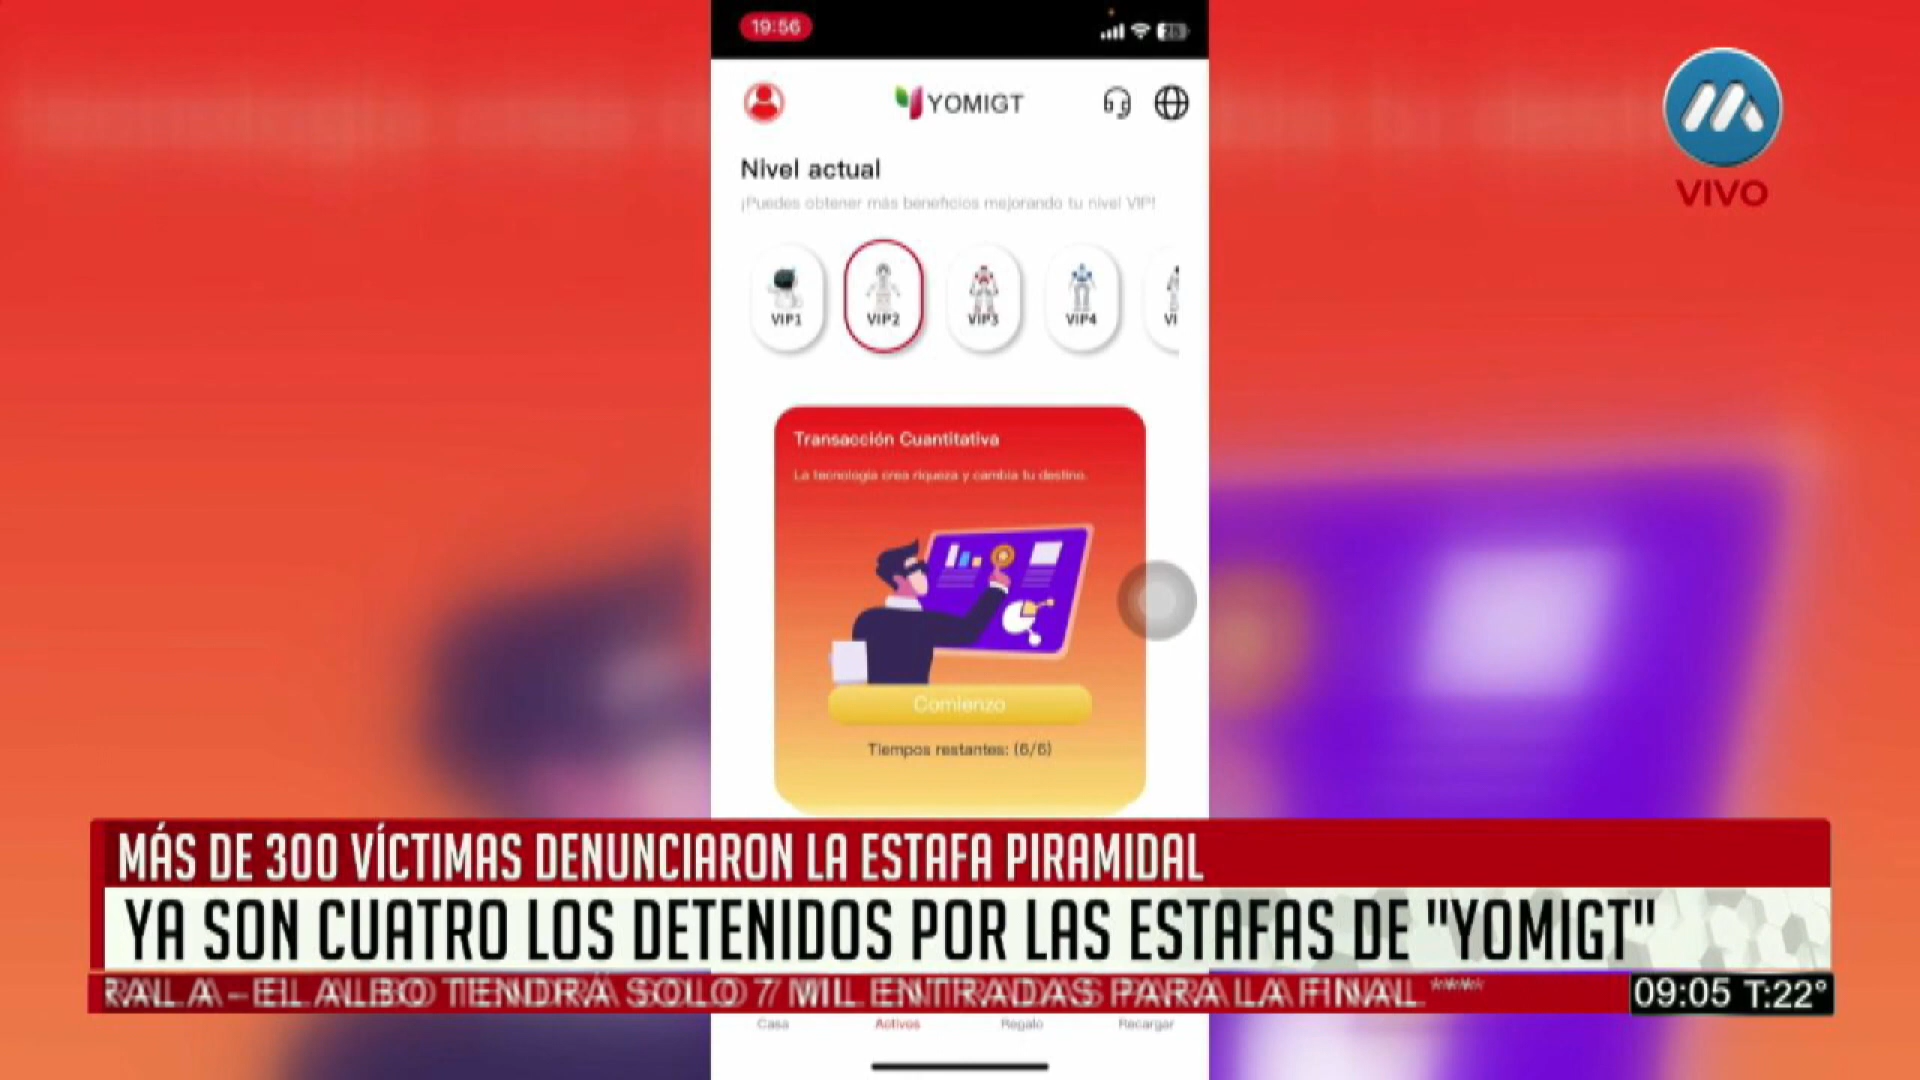 19:56
YOMIGT
VIVO
Nivel actual
¡Puedes obtener más beneficios mejorando tu nivel VIP!
VIP1
VIP2
VIP3
VIP4
VI
Transacción Cuantitativa
La tecnología crea riqueza y cambia tu destino.
Comienzo
Tiempos restantes: (6/6)
MÁS DE 300 VÍCTIMAS DENUNCIARON LA ESTAFA PIRAMIDAL
YA SON CUATRO LOS DETENIDOS POR LAS ESTAFAS DE "YOMIGT"
RAL A - EL ALBO TENDRÁ SOLO 7 MIL ENTRADAS PARA LA FINAL ****
09:05 T:22°
Casa
Activos
Regalo
Recargar